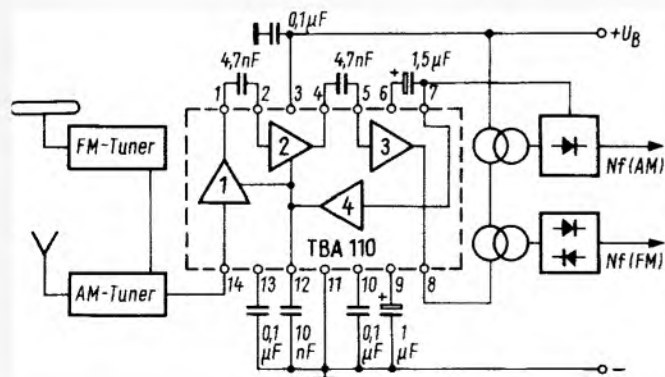 0,1µF
+U_B
4,7nF
4,7nF
+
1,5µF
1
2
3
4
5
6
7
FM-Tuner
2
3
Nf(AM)
1
4
TBA 110
Nf(FM)
AM-Tuner
14
13
12
11
10
9
8
+
0,1 µF
10 nF
0,1 µF
1 µF
-